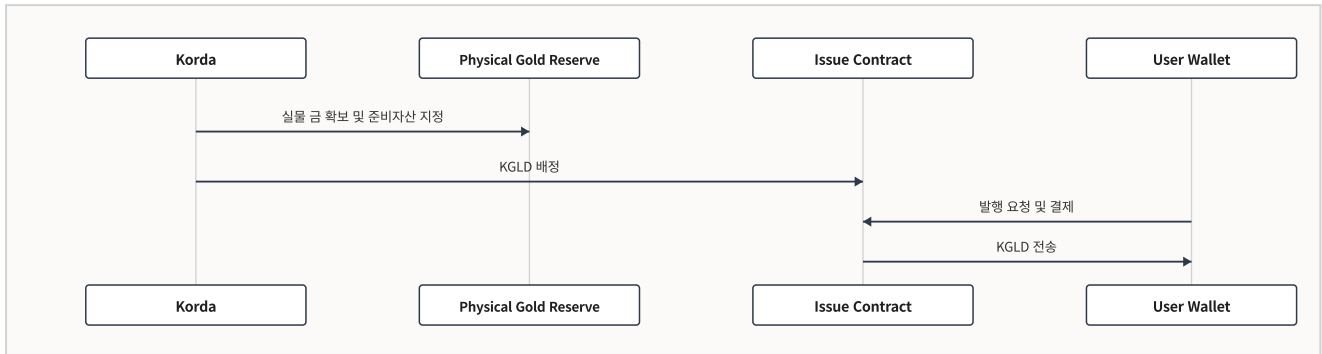 Korda
Physical Gold Reserve
Issue Contract
User Wallet
실물 금 확보 및 준비자산 지정
KGLD 배정
발행 요청 및 결제
KGLD 전송
Korda
Physical Gold Reserve
Issue Contract
User Wallet